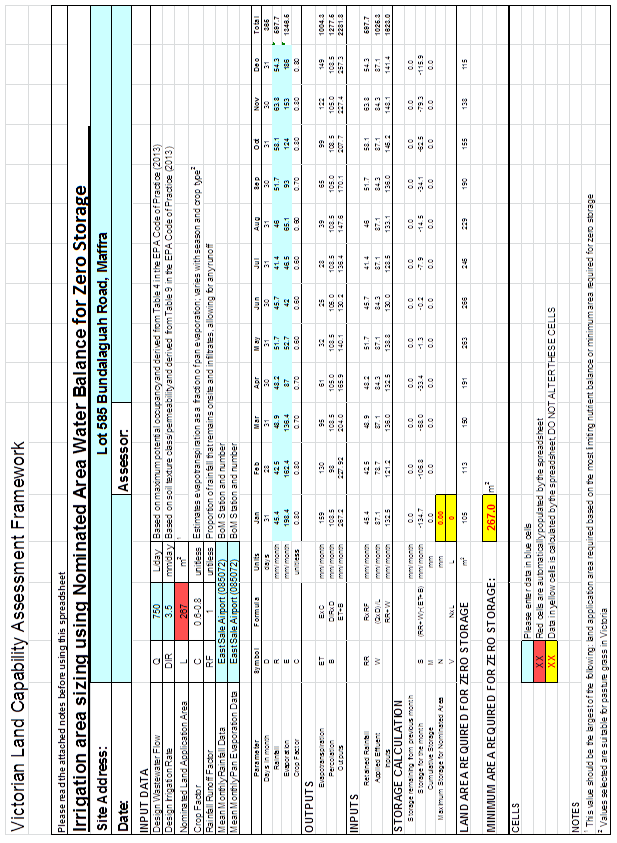 Victorian Land Capability Assessment Framework
Please read the attached notes before using this spreadsheet
Irrigation area sizing using Nominated Area Water Balance for Zero Storage
Site Address: Lot 585 Bundalaguah Road, Maffra
Date: Assessor:
INPUT DATA
Design Wastewater Flow Q 750 L/day Based on maximum potential occupancy and derived from Table 4 in the EPA Code of Practice (2013)
Design Irrigation Rate DIR 3.5 mm/day Based on soil texture class/permeability and derived from Table 9 in the EPA Code of Practice (2013)
Nominated Land Application Area L 267 m²
Crop Factor C 0.6-0.8 unitless Estimates evapotranspiration as a fraction of pan evaporation, varies with season and crop type²
Rainfall Runoff Factor RF unitless Proportion of rainfall that remains onsite and infiltrates, allowing for any runoff
Mean Monthly Rainfall Data East Sale Airport (085072) BoM Station and number
Mean Monthly Pan Evaporation Data East Sale Airport (085072) BoM Station and number
Parameter Symbol Formula Units Jan Feb Mar Apr May Jun Jul Aug Sep Oct Nov Dec Total
Days in month D days 31 28 31 30 31 30 31 31 30 31 30 31 365
Rainfall R mm/month 45.4 42.5 48.9 48.2 51.7 45.7 41.4 46 51.7 58.1 63.8 54.3 597.7
Evaporation E mm/month 198.4 162.4 136.4 87 52.7 42 46.5 65.1 93 124 153 186 1346.5
Crop Factor C unitless 0.80 0.80 0.70 0.70 0.60 0.60 0.60 0.60 0.70 0.80 0.80 0.80
OUTPUTS
Evapotranspiration ET ExC mm/month 159 130 95 61 32 25 28 39 65 99 122 149 1004.3
Percolation B DIRxD mm/month 108.5 98 108.5 105.0 108.5 105.0 108.5 108.5 105.0 108.5 105.0 108.5 1277.5
Outputs ET+B mm/month 267.2 227.92 204.0 165.9 140.1 130.2 136.4 147.6 170.1 207.7 227.4 257.3 2281.8
INPUTS
Retained Rainfall RR RxRF mm/month 45.4 42.5 48.9 48.2 51.7 45.7 41.4 46 51.7 58.1 63.8 54.3 597.7
Applied Effluent W (QxD)/L mm/month 87.1 78.7 87.1 84.3 87.1 84.3 87.1 87.1 84.3 87.1 84.3 87.1 1025.3
Inputs RR+W mm/month 132.5 121.2 136.0 132.5 138.8 130.0 128.5 133.1 136.0 145.2 148.1 141.4 1623.0
STORAGE CALCULATION
Storage remaining from previous month mm/month 0.0 0.0 0.0 0.0 0.0 0.0 0.0 0.0 0.0 0.0 0.0
Storage for the month S (RR+W)-(ET+B) mm/month -134.7 -106.8 -68.0 -33.4 -1.3 -0.2 -7.9 -14.5 -34.1 -62.5 -79.3 -115.9
Cumulative Storage M mm 0.0 0.0 0.0 0.0 0.0 0.0 0.0 0.0 0.0 0.0 0.0 0.0
Maximum Storage for Nominated Area N mm 0.00
V NxL L 0
LAND AREA REQUIRED FOR ZERO STORAGE m² 105 113 150 191 263 266 245 229 190 155 138 115
MINIMUM AREA REQUIRED FOR ZERO STORAGE: 267.0 m²
CELLS
Please enter data in blue cells
XX Red cells are automatically populated by the spreadsheet
XX Data in yellow cells is calculated by the spreadsheet, DO NOT ALTER THESE CELLS
NOTES
¹ This value should be the largest of the following: land application area required based on the most limiting nutrient balance or minimum area required for zero storage
² Values selected are suitable for pasture grass in Victoria